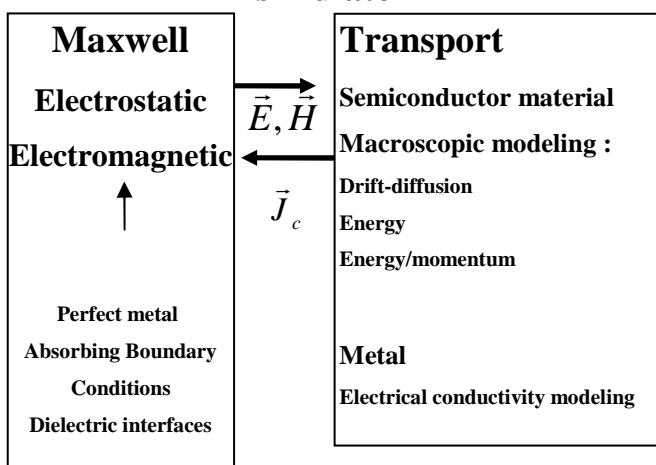 Maxwell
Electrostatic
Electromagnetic
Perfect metal
Absorbing Boundary
Conditions
Dielectric interfaces
E⃗, H⃗
J⃗c
Transport
Semiconductor material
Macroscopic modeling :
Drift-diffusion
Energy
Energy/momentum
Metal
Electrical conductivity modeling